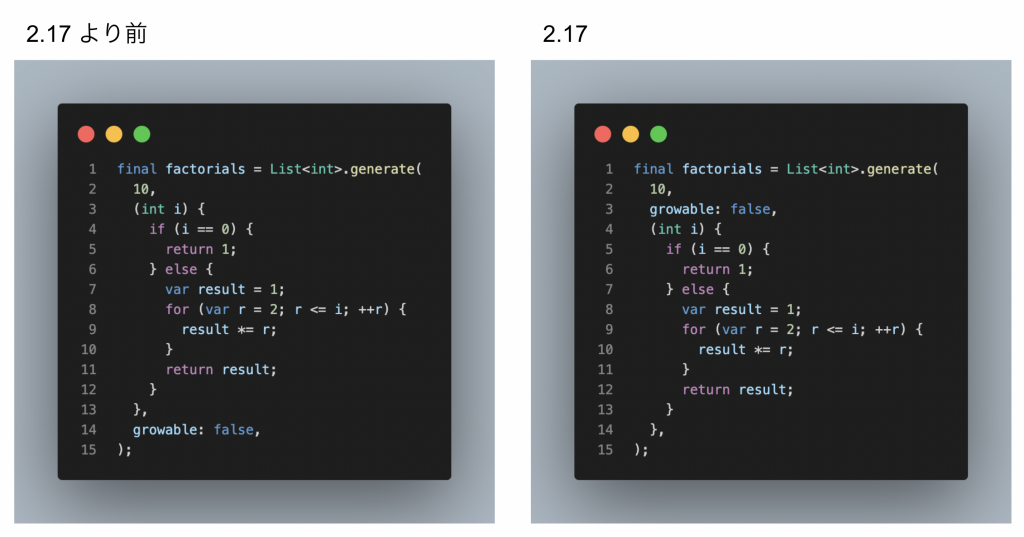 2.17 より前
1 final factorials = List<int>.generate(
2   10,
3   (int i) {
4     if (i == 0) {
5       return 1;
6     } else {
7       var result = 1;
8       for (var r = 2; r <= i; ++r) {
9         result *= r;
10       }
11       return result;
12     }
13   },
14   growable: false,
15 );
2.17
1 final factorials = List<int>.generate(
2   10,
3   growable: false,
4   (int i) {
5     if (i == 0) {
6       return 1;
7     } else {
8       var result = 1;
9       for (var r = 2; r <= i; ++r) {
10         result *= r;
11       }
12       return result;
13     }
14   },
15 );